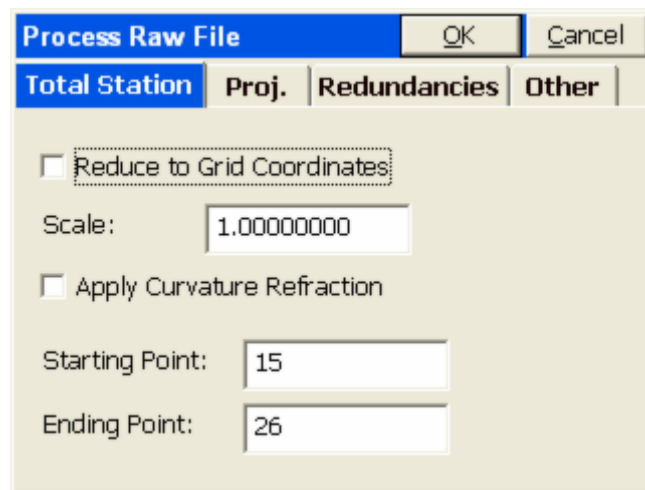 Process Raw File OK Cancel
Total Station Proj. Redundancies Other
Reduce to Grid Coordinates
Scale: 1.00000000
Apply Curvature Refraction
Starting Point: 15
Ending Point: 26